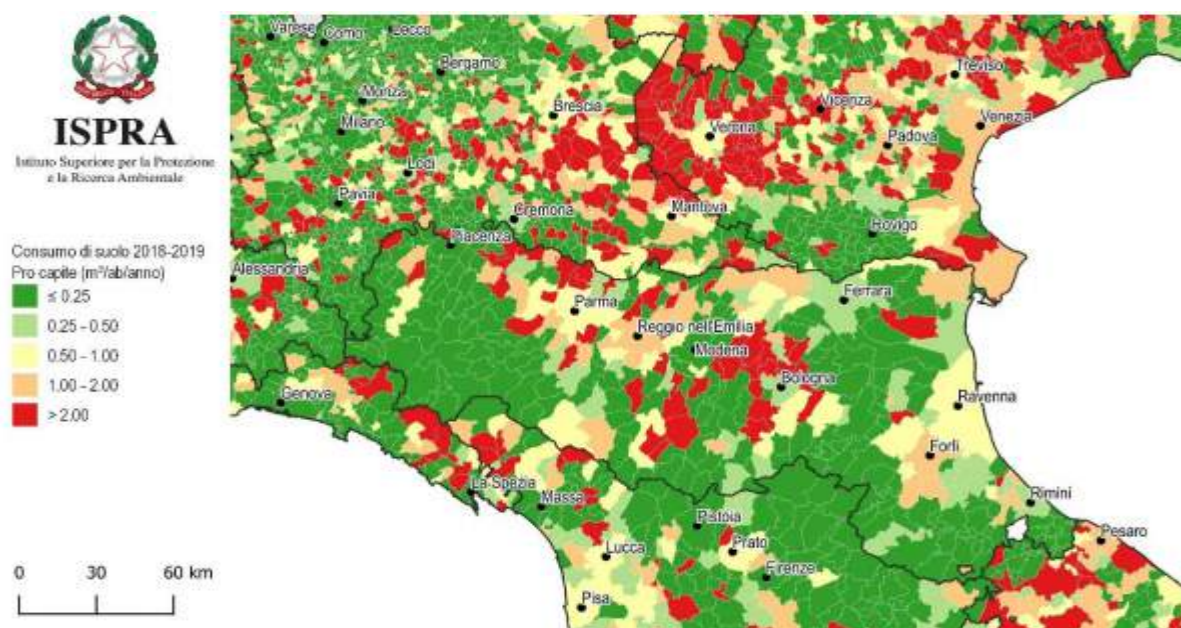 ISPRA
Istituto Superiore per la Protezione
e la Ricerca Ambientale
Consumo di suolo 2018-2019
Pro capite (m²/ab/anno)
≤ 0.25
0.25 - 0.50
0.50 - 1.00
1.00 - 2.00
> 2.00
0 30 60 km
Varese
Como
Lecco
Bergamo
Monza
Milano
Brescia
Treviso
Vicenza
Venezia
Verona
Padova
Lodi
Pavia
Cremona
Mantova
Rovigo
Piacenza
Alessandria
Ferrara
Parma
Reggio nell'Emilia
Modena
Bologna
Genova
Ravenna
Forlì
La Spezia
Massa
Rimini
Pistoia
Pesaro
Prato
Lucca
Firenze
Pisa